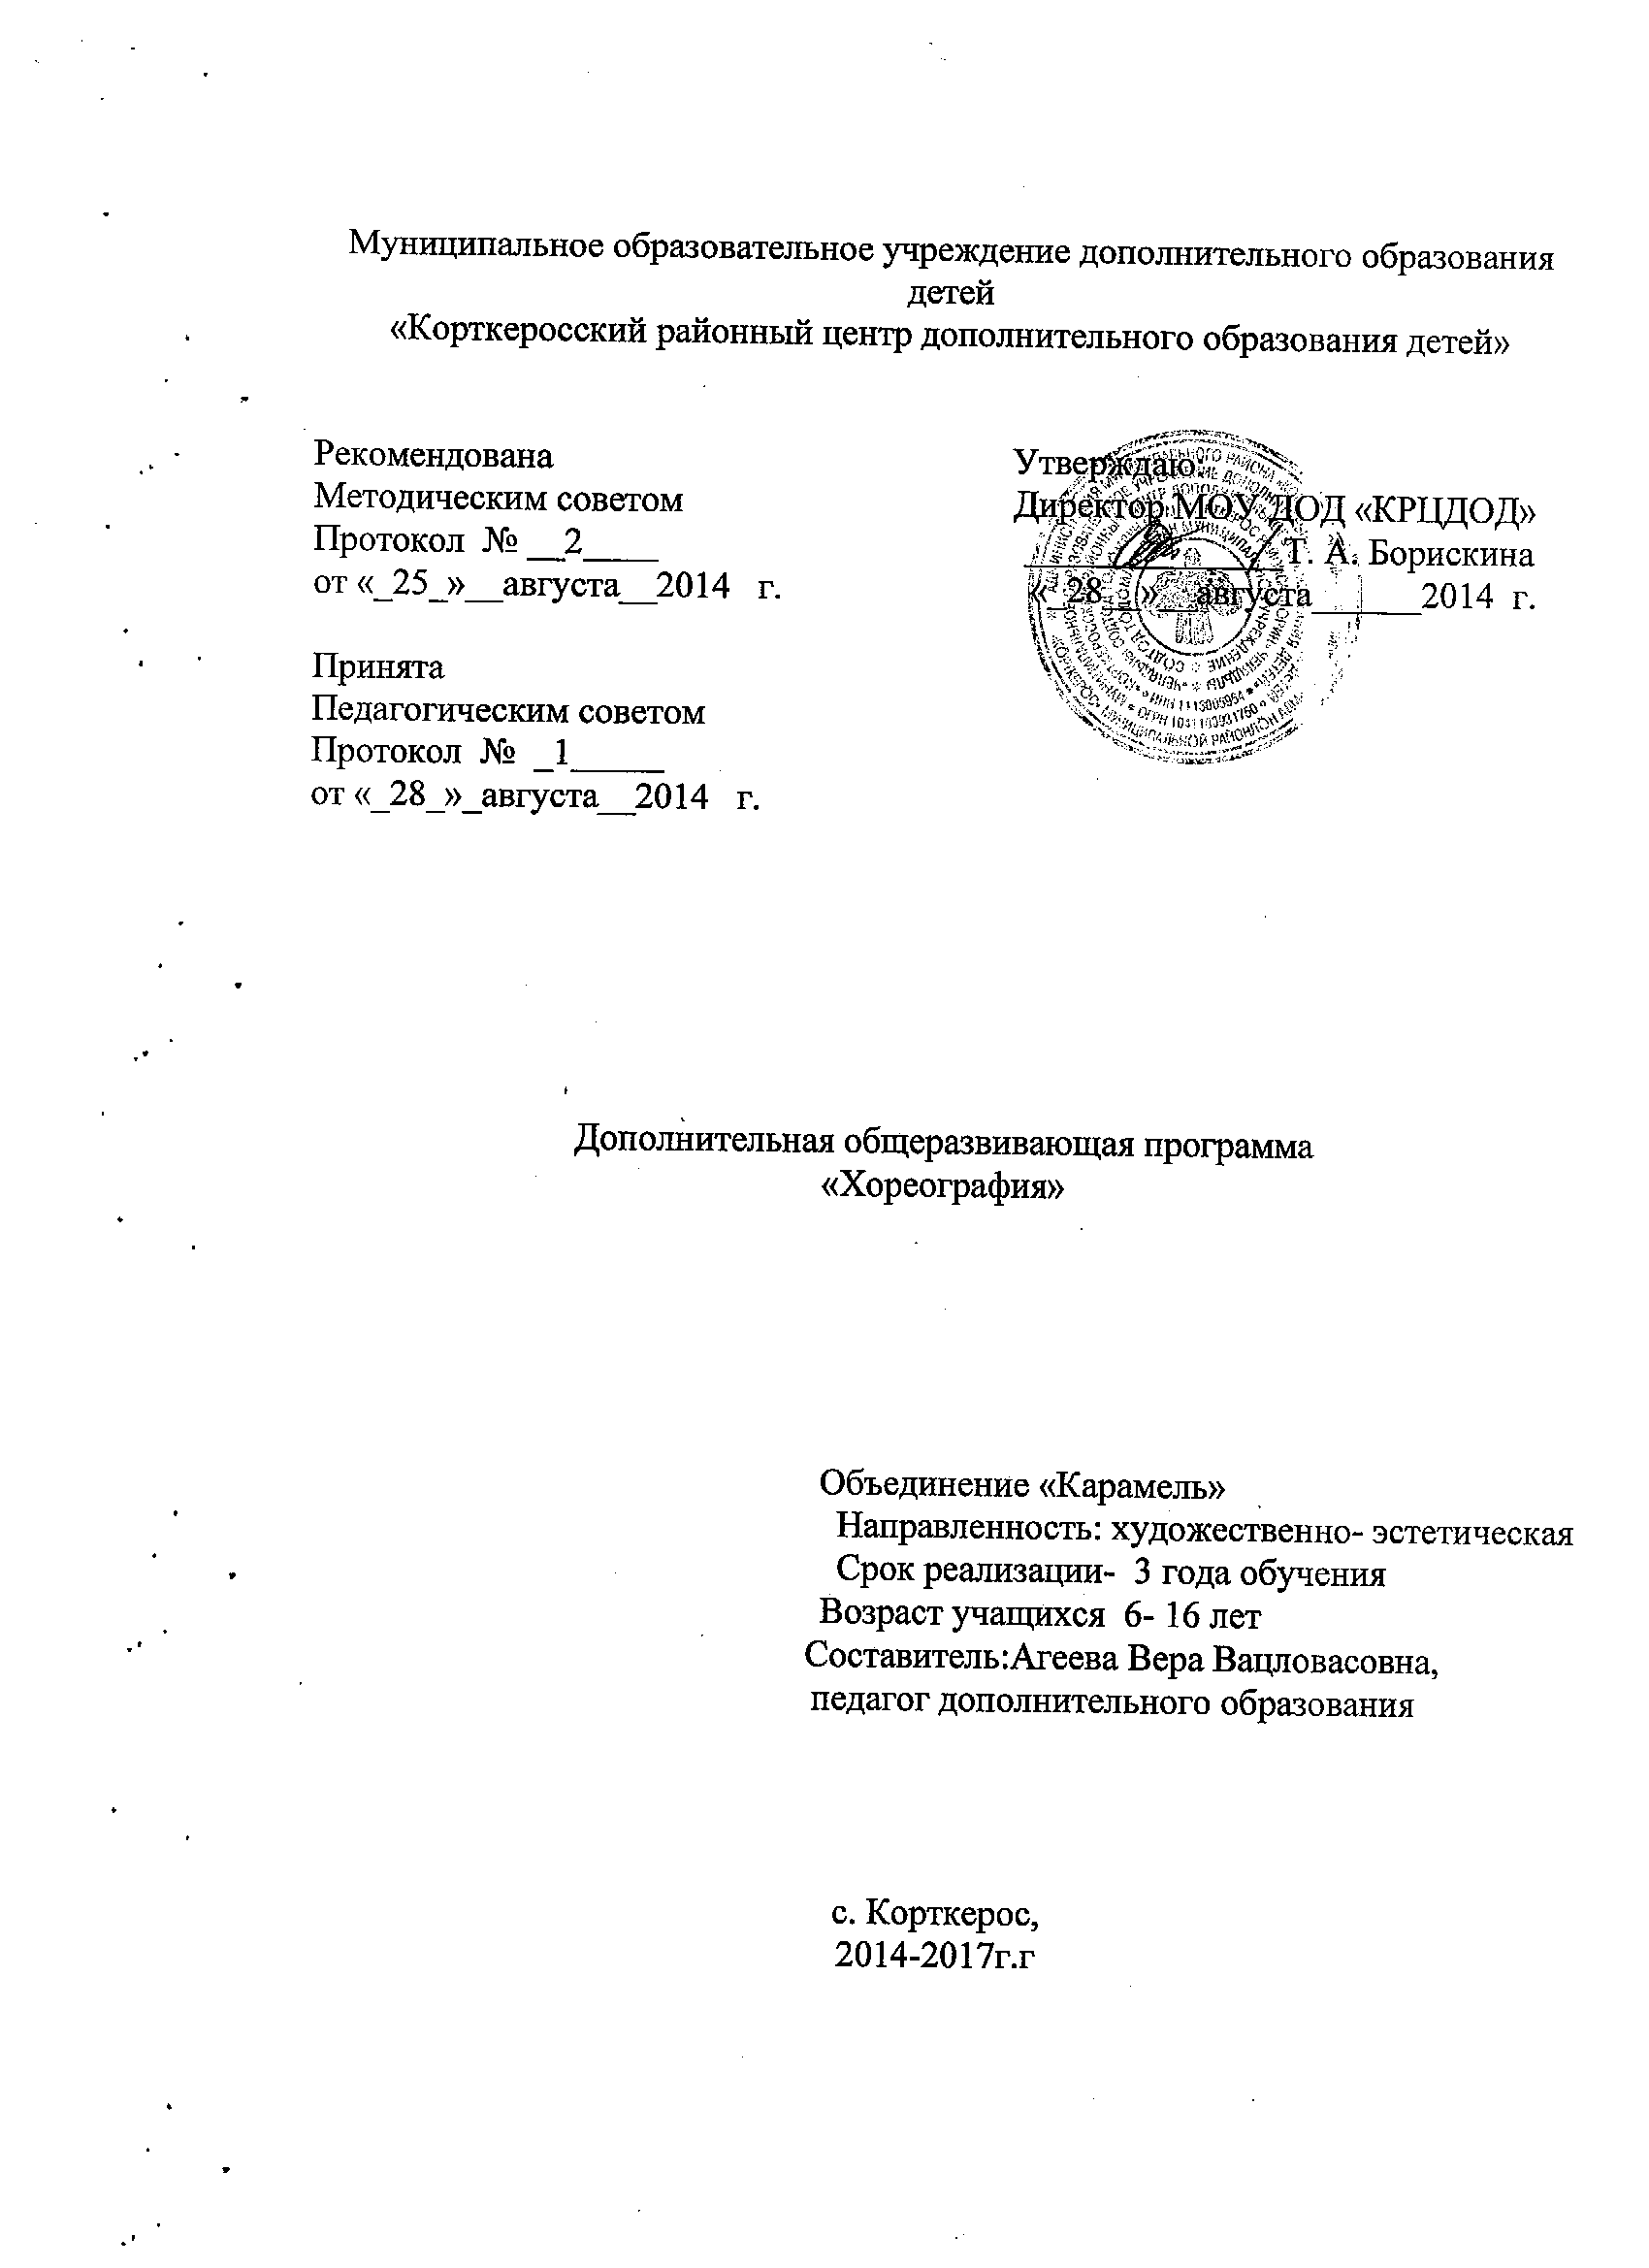 Муниципальное образовательное учреждение дополнительного образования
детей
«Корткеросский районный центр дополнительного образования детей»
Рекомендована
Методическим советом
Протокол № __2____
от «_25_»__августа__2014 г.
Принята
Педагогическим советом
Протокол № _1_____
от «_28_»_августа__2014 г.
Утверждаю:
Директор МОУ ДОД «КРЦДОД»
Т. А. Борискина
«_28__»__августа______2014 г.
Дополнительная общеразвивающая программа
«Хореография»
Объединение «Карамель»
Направленность: художественно- эстетическая
Срок реализации- 3 года обучения
Возраст учащихся 6- 16 лет
Составитель:Агеева Вера Вацловасовна,
педагог дополнительного образования
с. Корткерос,
2014-2017г.г